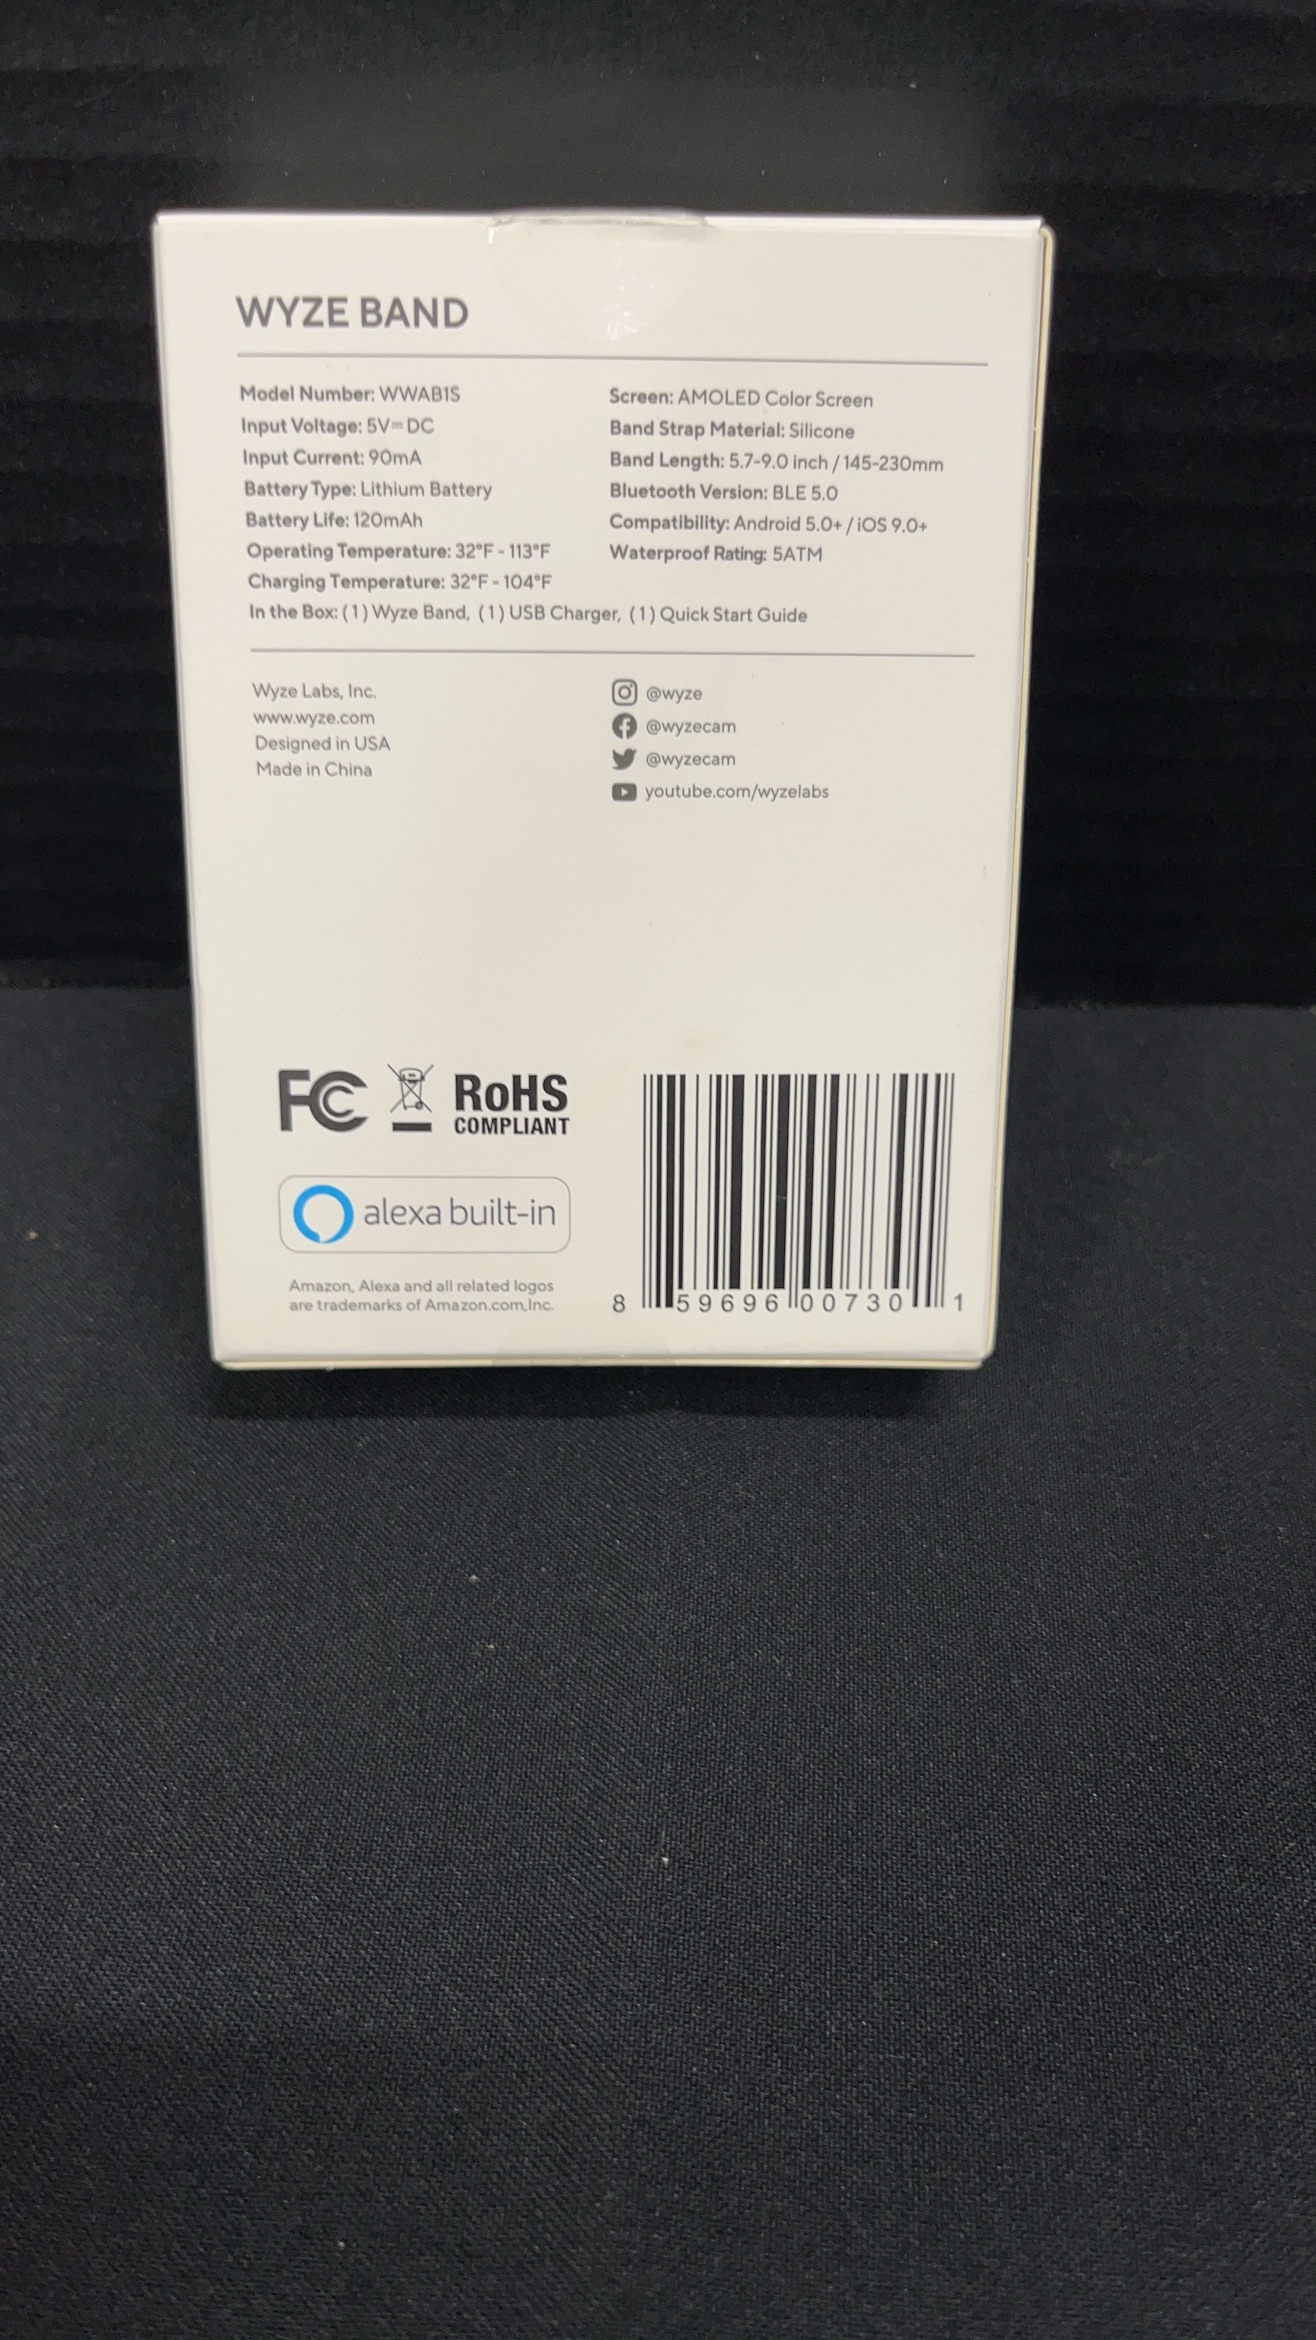 WYZE BAND
Model Number: WWAB1S
Input Voltage: 5V⎓DC
Input Current: 90mA
Battery Type: Lithium Battery
Battery Life: 120mAh
Operating Temperature: 32°F - 113°F
Charging Temperature: 32°F - 104°F
Screen: AMOLED Color Screen
Band Strap Material: Silicone
Band Length: 5.7-9.0 inch / 145-230mm
Bluetooth Version: BLE 5.0
Compatibility: Android 5.0+ / iOS 9.0+
Waterproof Rating: 5ATM
In the Box: (1) Wyze Band, (1) USB Charger, (1) Quick Start Guide
Wyze Labs, Inc.
www.wyze.com
Designed in USA
Made in China
@wyze
@wyzecam
@wyzecam
youtube.com/wyzelabs
FC
RoHS
COMPLIANT
alexa built-in
Amazon, Alexa and all related logos
are trademarks of Amazon.com,Inc.
8 59696 00730 1